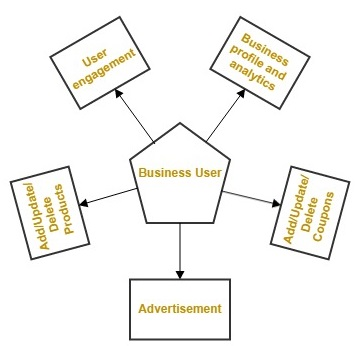 User
engagement
Business
profile and
analytics
Business User
Add/Update/
Delete
Products
Add/Update/
Delete
Coupons
Advertisement